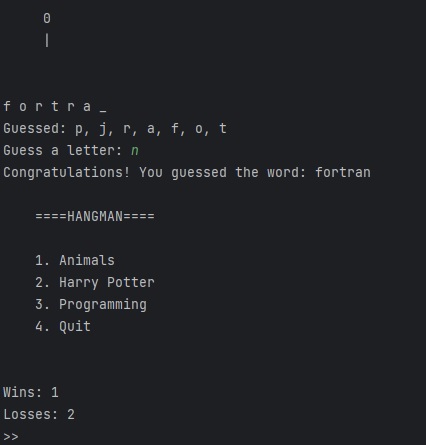 0
|
f o r t r a _
Guessed: p, j, r, a, f, o, t
Guess a letter: n
Congratulations! You guessed the word: fortran
====HANGMAN====
1. Animals
2. Harry Potter
3. Programming
4. Quit
Wins: 1
Losses: 2
>>